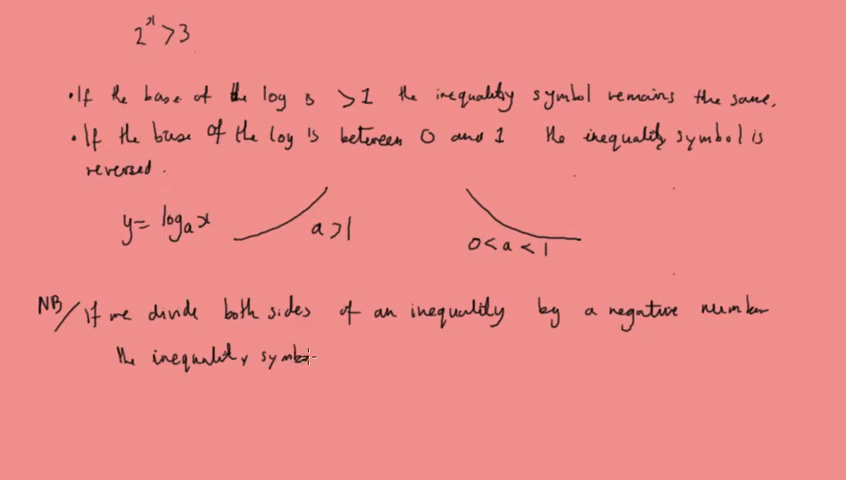 2^x > 3
• If the base of the log is > 1 the inequality symbol remains the same.
• If the base of the log is between 0 and 1 the inequality symbol is
reversed.
y = log_a x a > 1 0 < a < 1
NB/ If we divide both sides of an inequality by a negative number
the inequality symbo